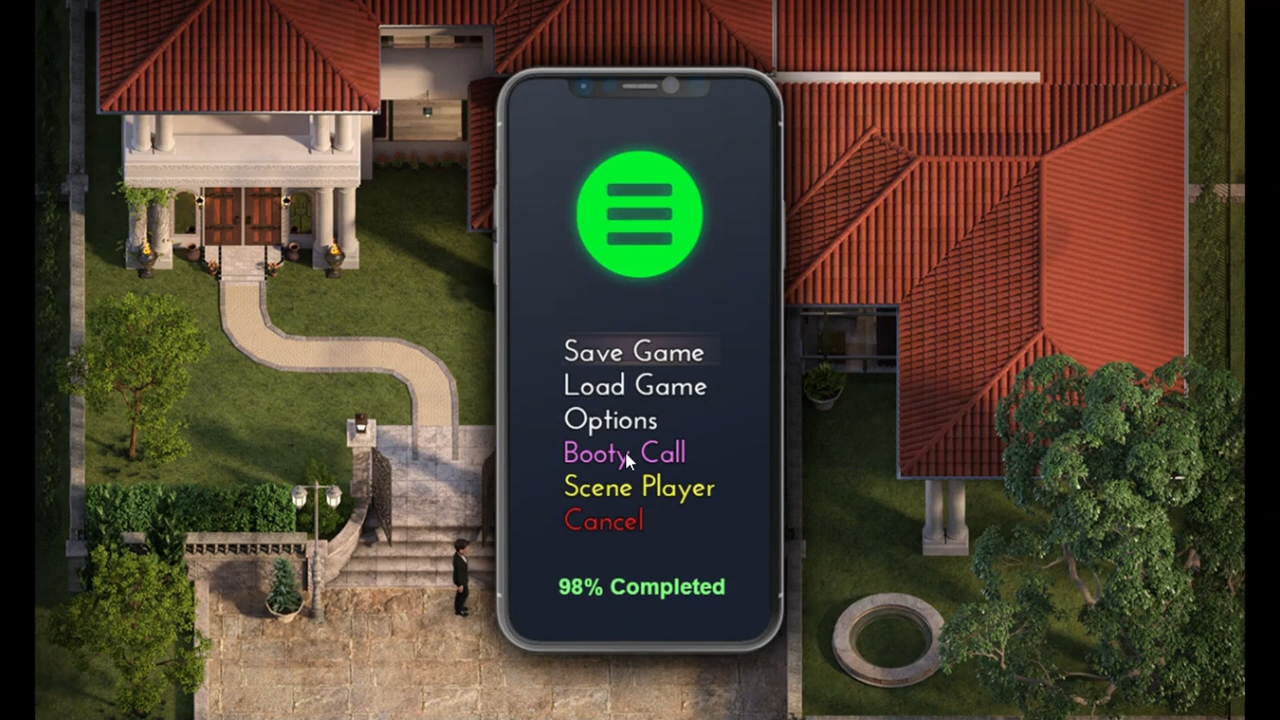 Save Game
Load Game
Options
Booty Call
Scene Player
Cancel
98% Completed